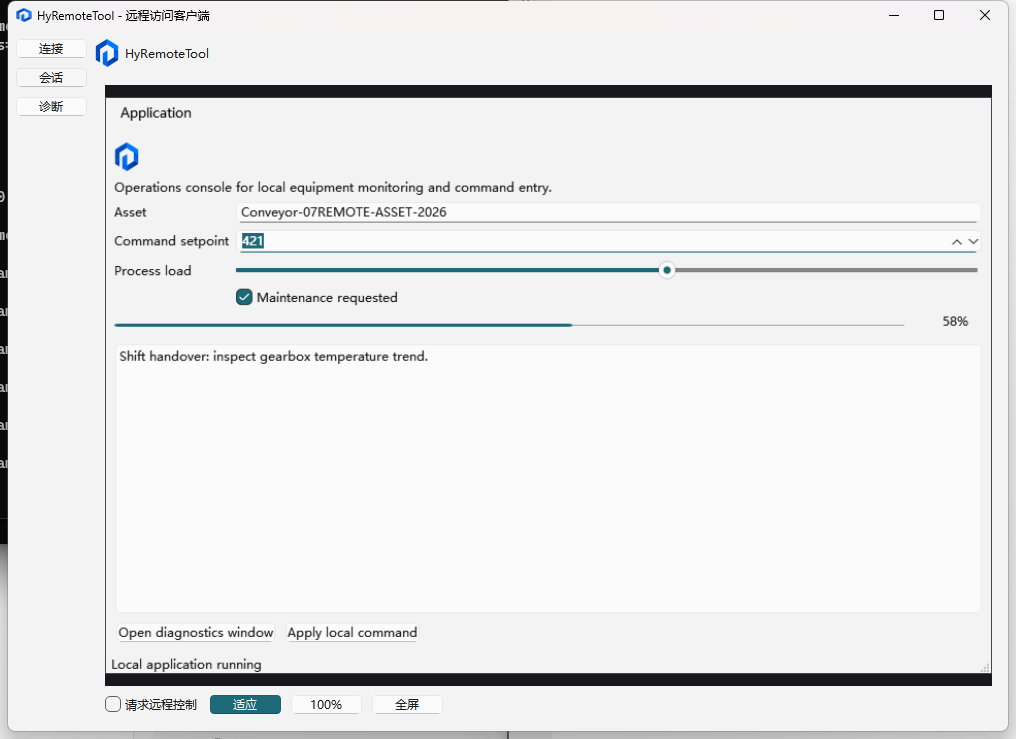 HyRemoteTool - 远程访问客户端
连接
会话
诊断
HyRemoteTool
Application
Operations console for local equipment monitoring and command entry.
Asset Conveyor-07REMOTE-ASSET-2026
Command setpoint 421
Process load
Maintenance requested
58%
Shift handover: inspect gearbox temperature trend.
Open diagnostics window Apply local command
Local application running
请求远程控制 适应 100% 全屏